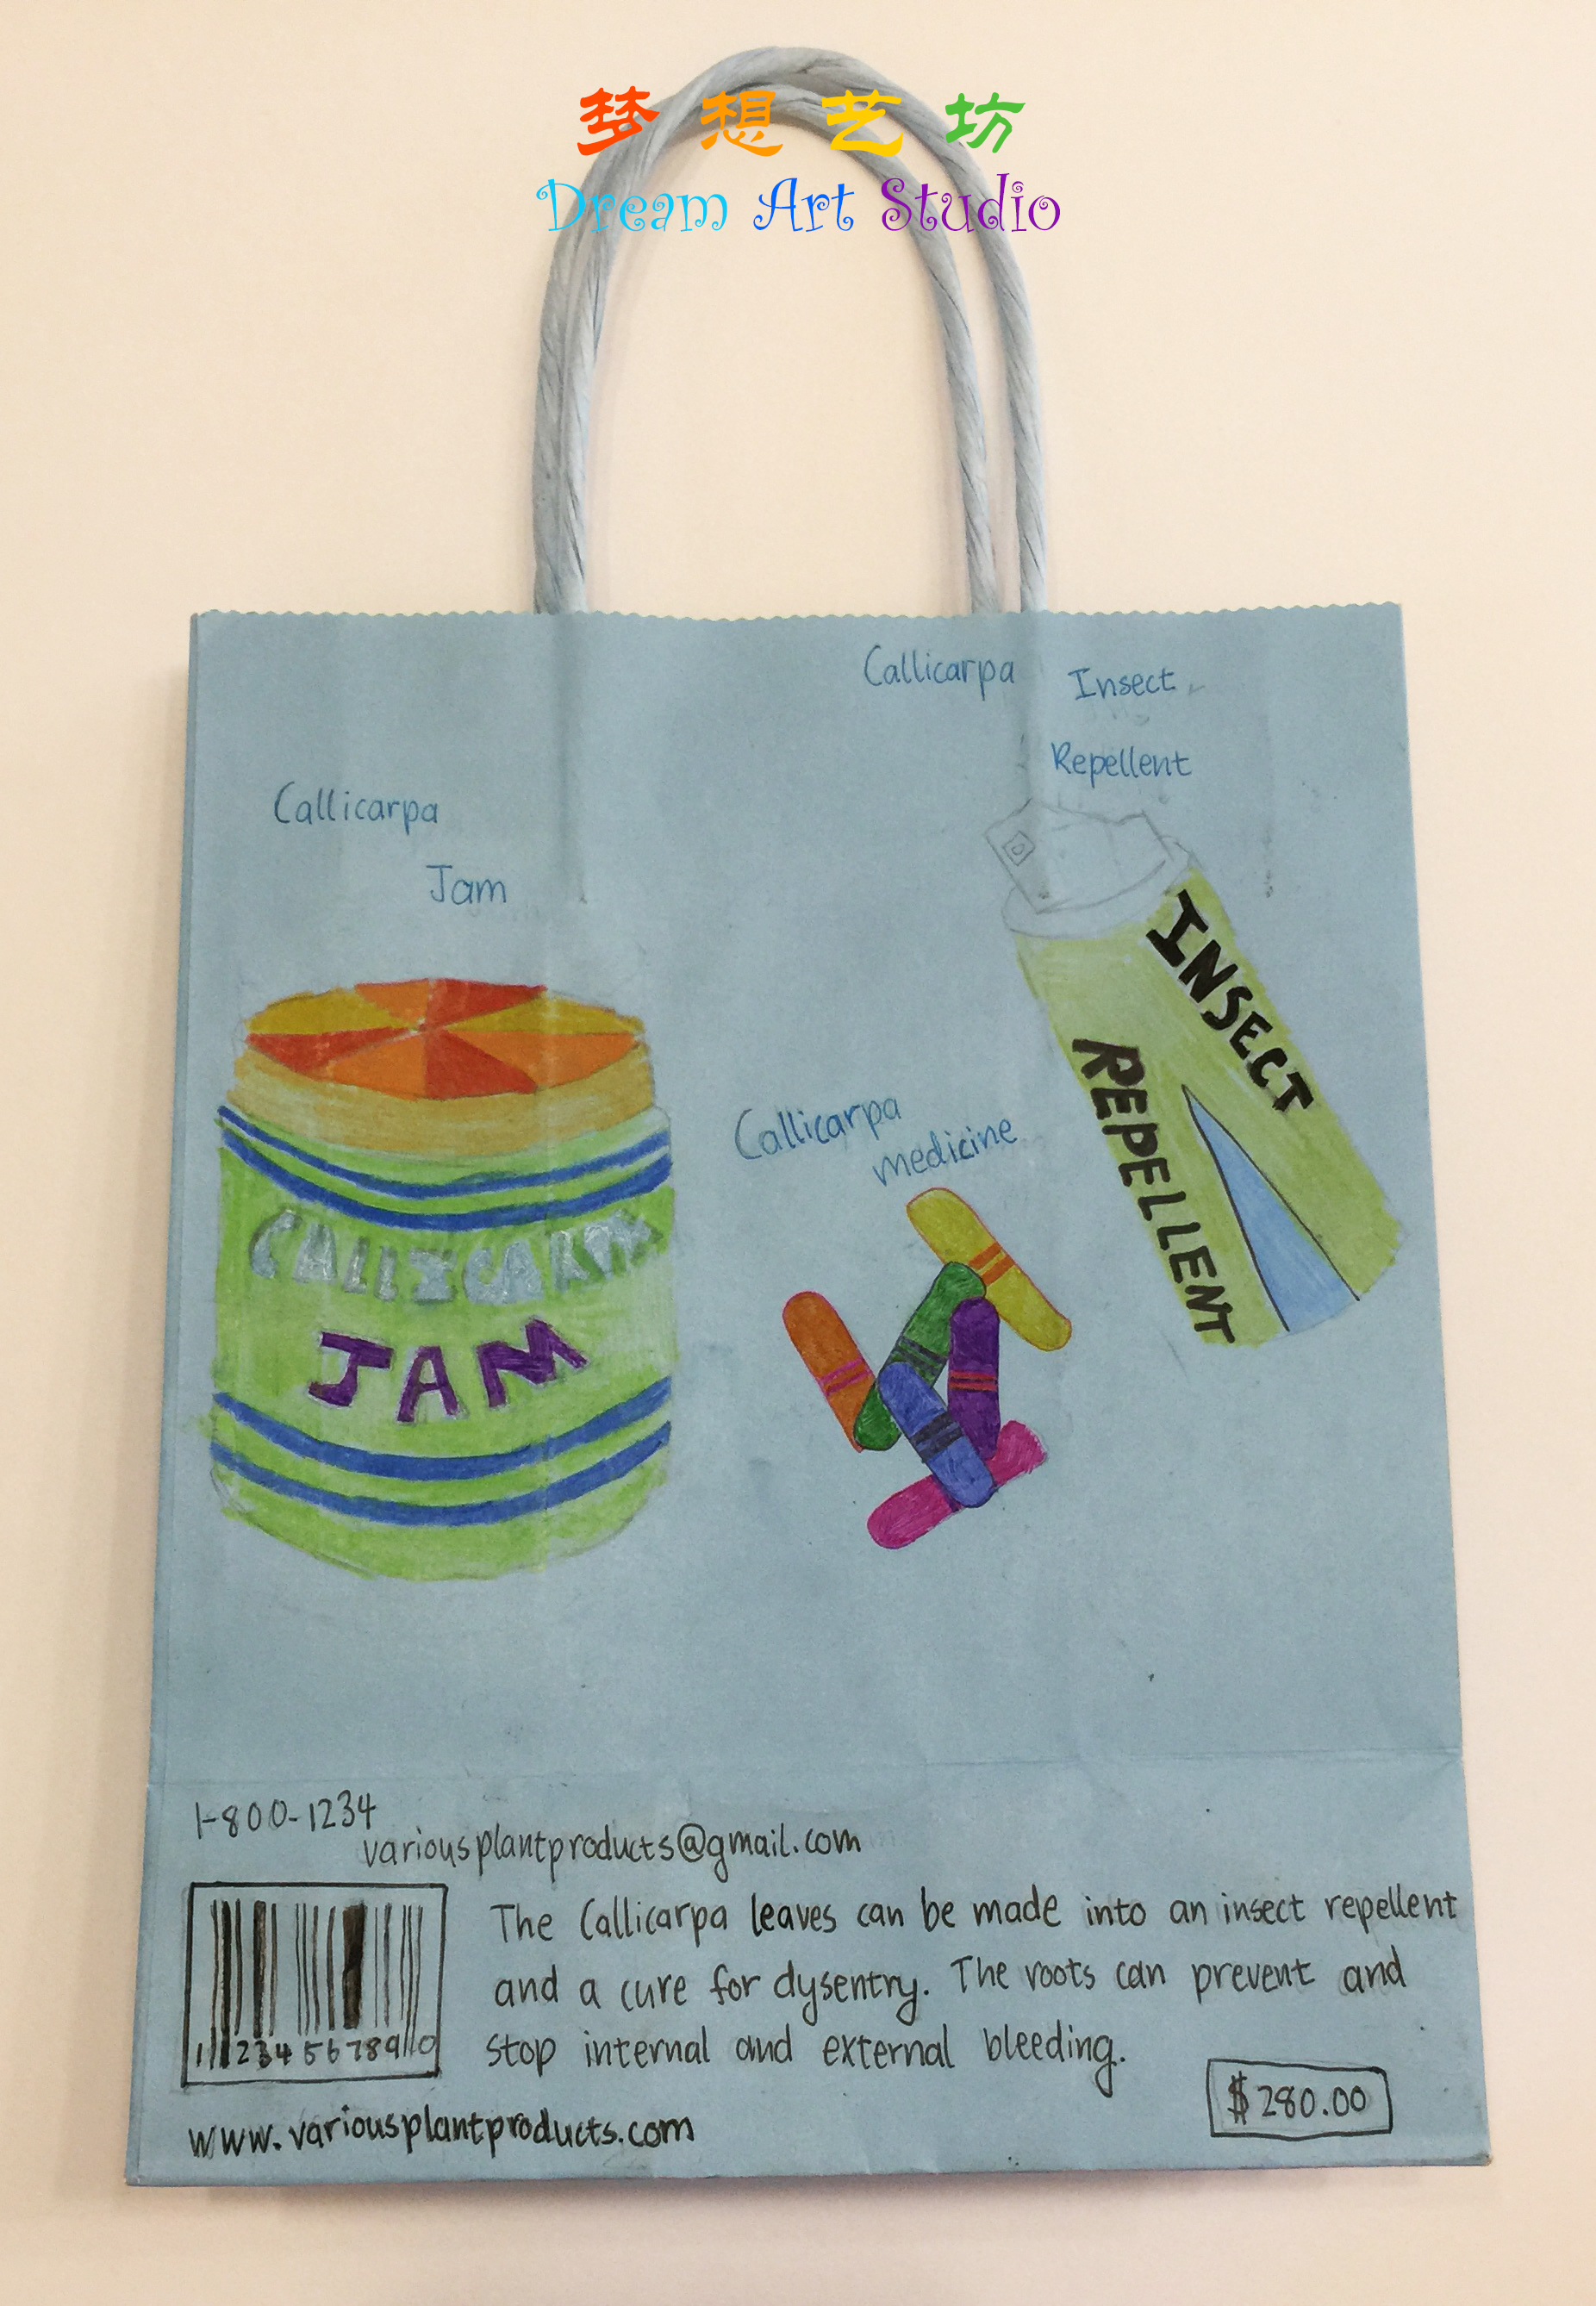 梦想艺坊
Dream Art Studio
Callicarpa Insect
Repellent
Callicarpa
Jam
INSECT
REPELLENT
Callicarpa
medicine
CALLICARPA
JAM
1-800-1234
variousplantproducts@gmail.com
The Callicarpa leaves can be made into an insect repellent
and a cure for dysentry. The roots can prevent and
stop internal and external bleeding.
1 1234567890
$280.00
www.variousplantproducts.com